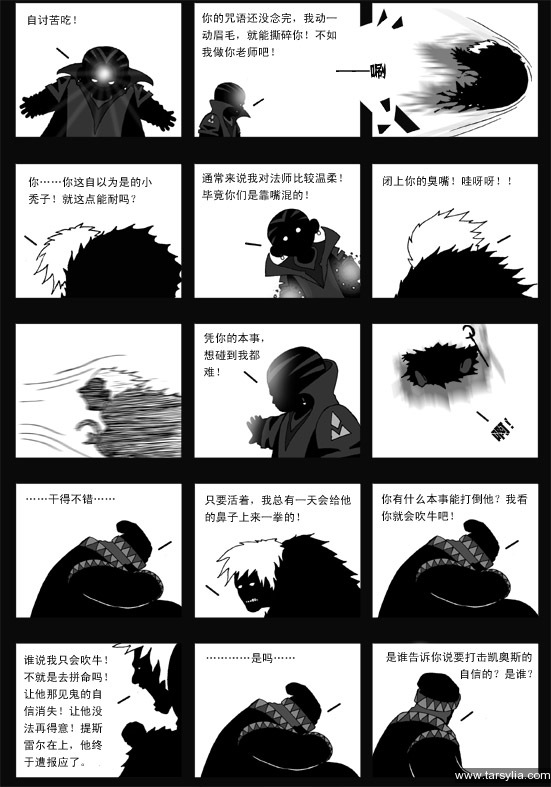 自讨苦吃！
你的咒语还没念完，我动一
动眉毛，就能撕碎你！不如
我做你老师吧！
你……你这自以为是的小
秃子！就这点能耐吗？
通常来说我对法师比较温柔！
毕竟你们是靠嘴混的！
闭上你的臭嘴！哇呀呀！！
凭你的本事，
想碰到我都
难！
啊！
……干得不错……
只要活着，我总有一天会给他
的鼻子上来一拳的！
你有什么本事能打倒他？我看
你就会吹牛吧！
谁说我只会吹牛！
不就是去拼命吗！
让他那见鬼的自
信消失！让他没
法再得意！提斯
雷尔在上，他终
于遭报应了。
…………是吗……
是谁告诉你说要打击凯奥斯的
自信的？是谁？
www.tarsylia.com